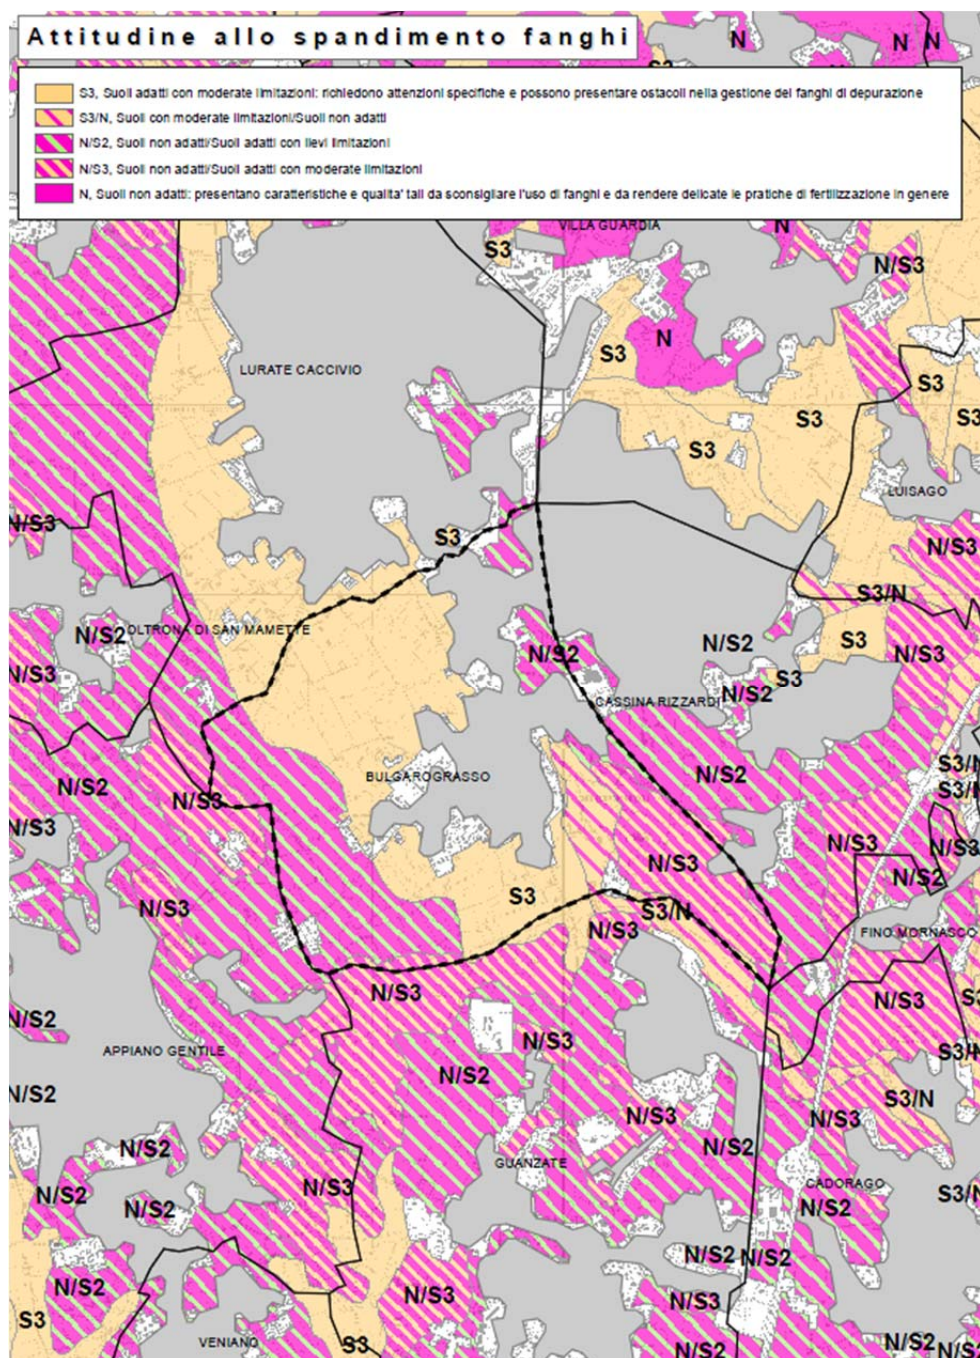 Attitudine allo spandimento fanghi
S3, Suoli adatti con moderate limitazioni: richiedono attenzioni specifiche e possono presentare ostacoli nella gestione dei fanghi di depurazione
S3/N, Suoli con moderate limitazioni/Suoli non adatti
N/S2, Suoli non adatti/Suoli adatti con lievi limitazioni
N/S3, Suoli non adatti/Suoli adatti con moderate limitazioni
N, Suoli non adatti: presentano caratteristiche e qualita' tali da sconsigliare l'uso di fanghi e da rendere delicate le pratiche di fertilizzazione in genere
N
N
N
VILLA GUARDIA
N
S3
N/S3
N
S3
LURATE CACCIVIO
S3
S3
S3
S3
LUISAGO
N/S3
S3
N/S3
S3/N
N/S2
OLTRONA DI SAN MAMETTE
N/S2
N/S2
S3
N/S3
N/S3
S3
N/S2
CASSINA RIZZARDI
BULGAROGRASSO
N/S2
S3/N
N/S2
N/S3
S3/N
N/S3
N/S3
N/S3
N/S3
N/S2
S3
N/S3
S3/N
N/S3
FINO MORNASCO
N/S3
N/S3
N/S2
N/S3
APPIANO GENTILE
S3/N
N/S2
N/S2
S3/N
N/S3
N/S3
N/S2
N/S2
GUANZATE
CADORAGO
N/S3
N/S2
S3/N
N/S2
N/S2
N/S2
N/S2
N/S2
N/S3
N/S3
S3
VENIANO
S3
N/S2
N/S2